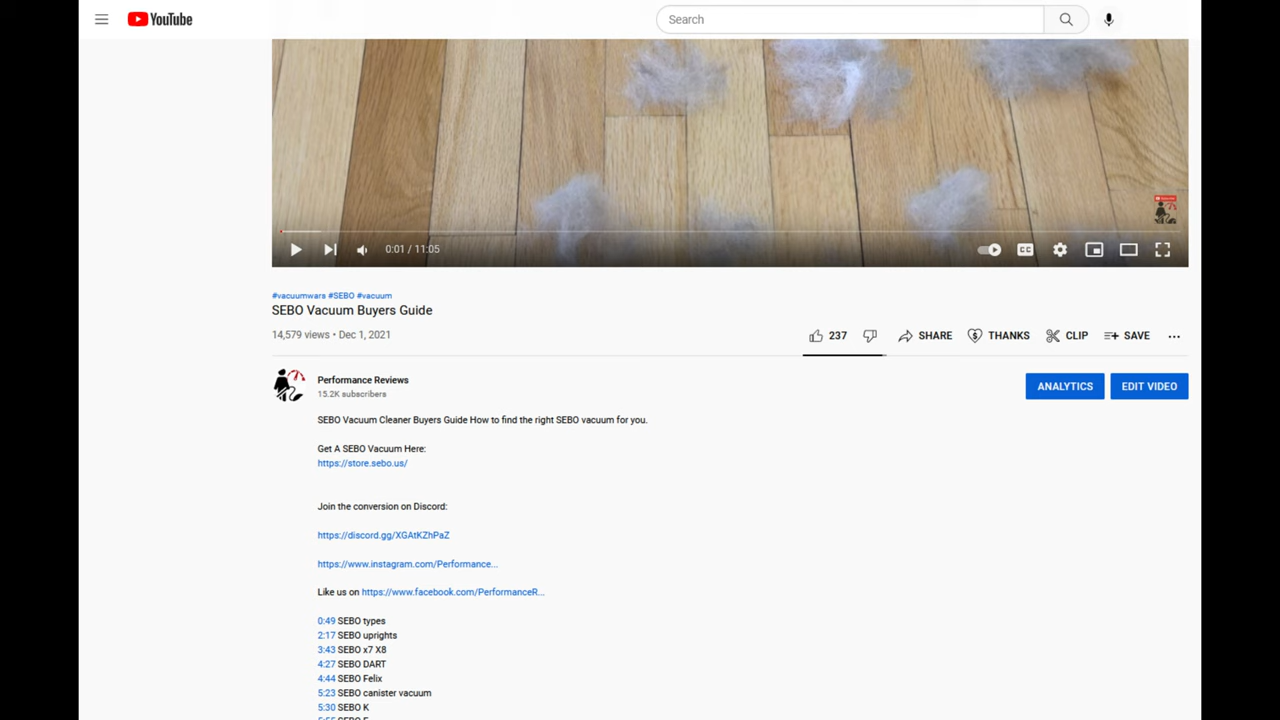 YouTube
Search
0:01 / 11:05
CC
#vacuumwars #SEBO #vacuum
SEBO Vacuum Buyers Guide
14,579 views • Dec 1, 2021
237 SHARE THANKS CLIP SAVE
Performance Reviews
15.2K subscribers
ANALYTICS EDIT VIDEO
SEBO Vacuum Cleaner Buyers Guide How to find the right SEBO vacuum for you.
Get A SEBO Vacuum Here:
https://store.sebo.us/
Join the conversion on Discord:
https://discord.gg/XGAtKZhPaZ
https://www.instagram.com/Performance...
Like us on https://www.facebook.com/PerformanceR...
0:49 SEBO types
2:17 SEBO uprights
3:43 SEBO x7 X8
4:27 SEBO DART
4:44 SEBO Felix
5:23 SEBO canister vacuum
5:30 SEBO K